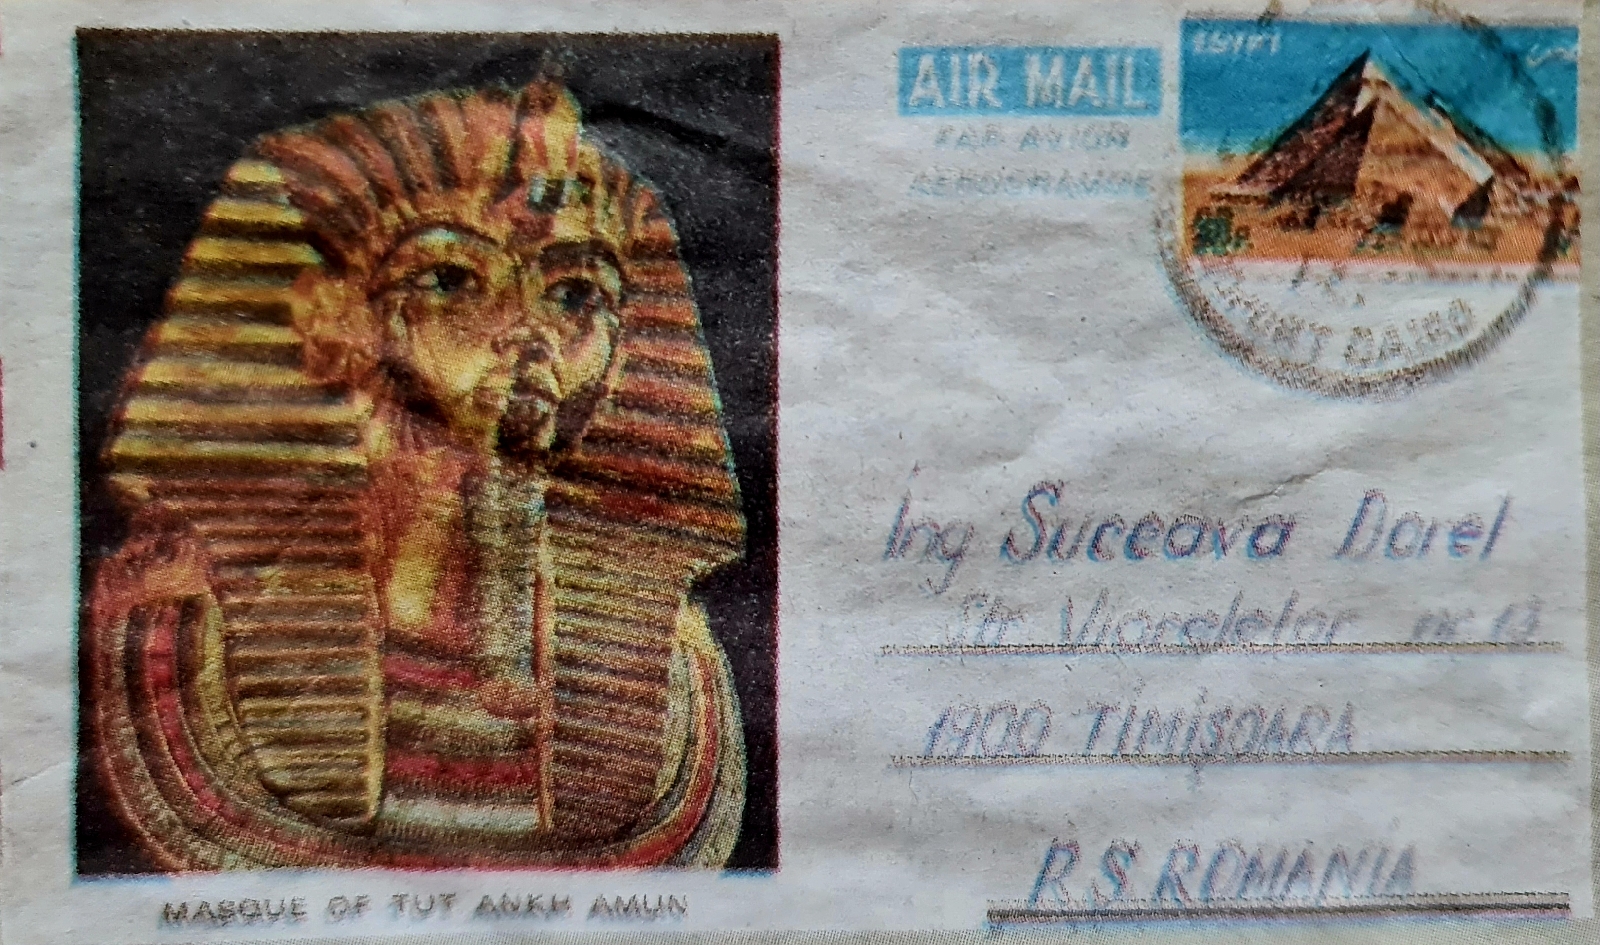 AIR MAIL
PAR AVION
AEROGRAMME
EGYPT
CAIRO
Ing Suceava Dorel
Str Viorelelor nr 13
1900 TIMIŞOARA
R.S. ROMANIA
MASQUE OF TUT ANKH AMUN